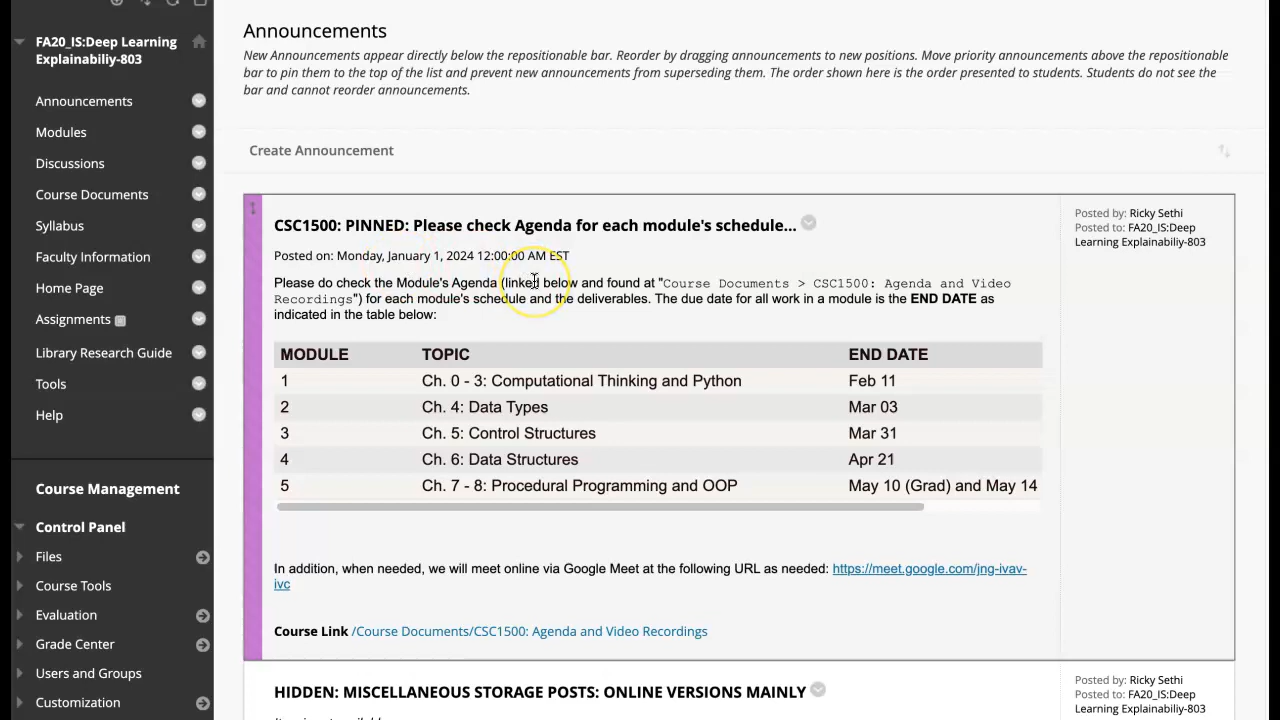 FA20_IS:Deep Learning
Explainabiliy-803
Announcements
Modules
Discussions
Course Documents
Syllabus
Faculty Information
Home Page
Assignments
Library Research Guide
Tools
Help
Course Management
Control Panel
Files
Course Tools
Evaluation
Grade Center
Users and Groups
Customization
Announcements
New Announcements appear directly below the repositionable bar. Reorder by dragging announcements to new positions. Move priority announcements above the repositionable
bar to pin them to the top of the list and prevent new announcements from superseding them. The order shown here is the order presented to students. Students do not see the
bar and cannot reorder announcements.
Create Announcement
CSC1500: PINNED: Please check Agenda for each module's schedule...
Posted on: Monday, January 1, 2024 12:00:00 AM EST
Please do check the Module's Agenda (linked below and found at "Course Documents > CSC1500: Agenda and Video
Recordings") for each module's schedule and the deliverables. The due date for all work in a module is the END DATE as
indicated in the table below:
MODULE TOPIC END DATE
1 Ch. 0 - 3: Computational Thinking and Python Feb 11
2 Ch. 4: Data Types Mar 03
3 Ch. 5: Control Structures Mar 31
4 Ch. 6: Data Structures Apr 21
5 Ch. 7 - 8: Procedural Programming and OOP May 10 (Grad) and May 14
In addition, when needed, we will meet online via Google Meet at the following URL as needed: https://meet.google.com/jng-ivav-
ivc
Course Link /Course Documents/CSC1500: Agenda and Video Recordings
Posted by: Ricky Sethi
Posted to: FA20_IS:Deep
Learning Explainabiliy-803
HIDDEN: MISCELLANEOUS STORAGE POSTS: ONLINE VERSIONS MAINLY
Posted by: Ricky Sethi
Posted to: FA20_IS:Deep
Learning Explainabiliy-803